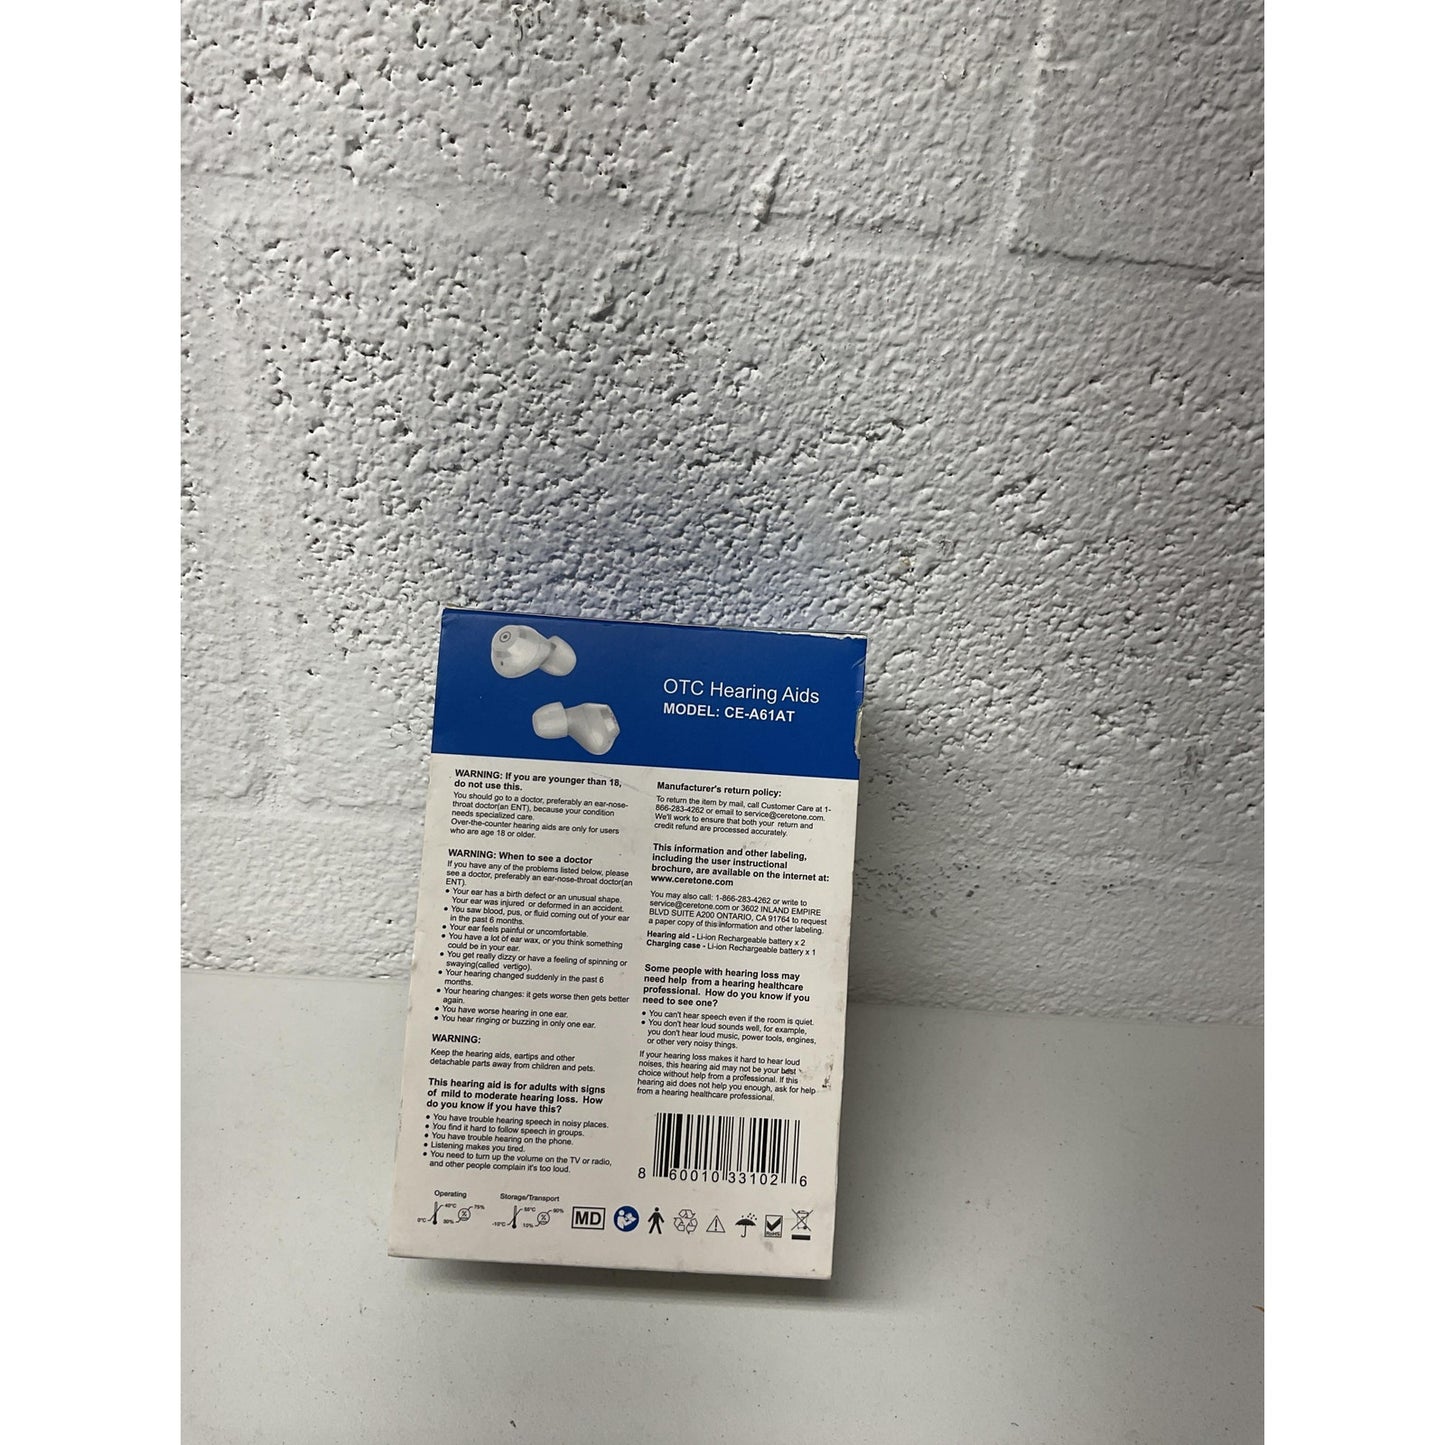 OTC Hearing Aids
MODEL: CE-A61AT
WARNING: If you are younger than 18,
do not use this.
You should go to a doctor, preferably an ear-nose-
throat doctor(an ENT), because your condition
needs specialized care.
Over-the-counter hearing aids are only for users
who are age 18 or older.
WARNING: When to see a doctor
If you have any of the problems listed below, please
see a doctor, preferably an ear-nose-throat doctor(an
ENT).
• Your ear has a birth defect or an unusual shape.
Your ear was injured or deformed in an accident.
• You saw blood, pus, or fluid coming out of your ear
in the past 6 months.
• Your ear feels painful or uncomfortable.
• You have a lot of ear wax, or you think something
could be in your ear.
• You get really dizzy or have a feeling of spinning or
swaying(called vertigo).
• Your hearing changed suddenly in the past 6
months.
• Your hearing changes: it gets worse then gets better
again.
• You have worse hearing in one ear.
• You hear ringing or buzzing in only one ear.
WARNING:
Keep the hearing aids, eartips and other
detachable parts away from children and pets.
This hearing aid is for adults with signs
of mild to moderate hearing loss. How
do you know if you have this?
• You have trouble hearing speech in noisy places.
• You find it hard to follow speech in groups.
• You have trouble hearing on the phone.
• Listening makes you tired.
• You need to turn up the volume on the TV or radio,
and other people complain it's too loud.
Manufacturer's return policy:
To return the item by mail, call Customer Care at 1-
866-283-4262 or email to service@ceretone.com.
We'll work to ensure that both your return and
credit refund are processed accurately.
This information and other labeling,
including the user instructional
brochure, are available on the internet at:
www.ceretone.com
You may also call: 1-866-283-4262 or write to
service@ceretone.com or 3602 INLAND EMPIRE
BLVD SUITE A200 ONTARIO, CA 91764 to request
a paper copy of this information and other labeling.
Hearing aid - Li-ion Rechargeable battery x 2
Charging case - Li-ion Rechargeable battery x 1
Some people with hearing loss may
need help from a hearing healthcare
professional. How do you know if you
need to see one?
• You can't hear speech even if the room is quiet.
• You don't hear loud sounds well, for example,
you don't hear loud music, power tools, engines,
or other very noisy things.
If your hearing loss makes it hard to hear loud
noises, this hearing aid may not be your best
choice without help from a professional. If this
hearing aid does not help you enough, ask for help
from a hearing healthcare professional.
8 60010 33102 6
Operating
0°C 40°C 30% 75%
Storage/Transport
-10°C 55°C 10% 90%
MD
RoHS